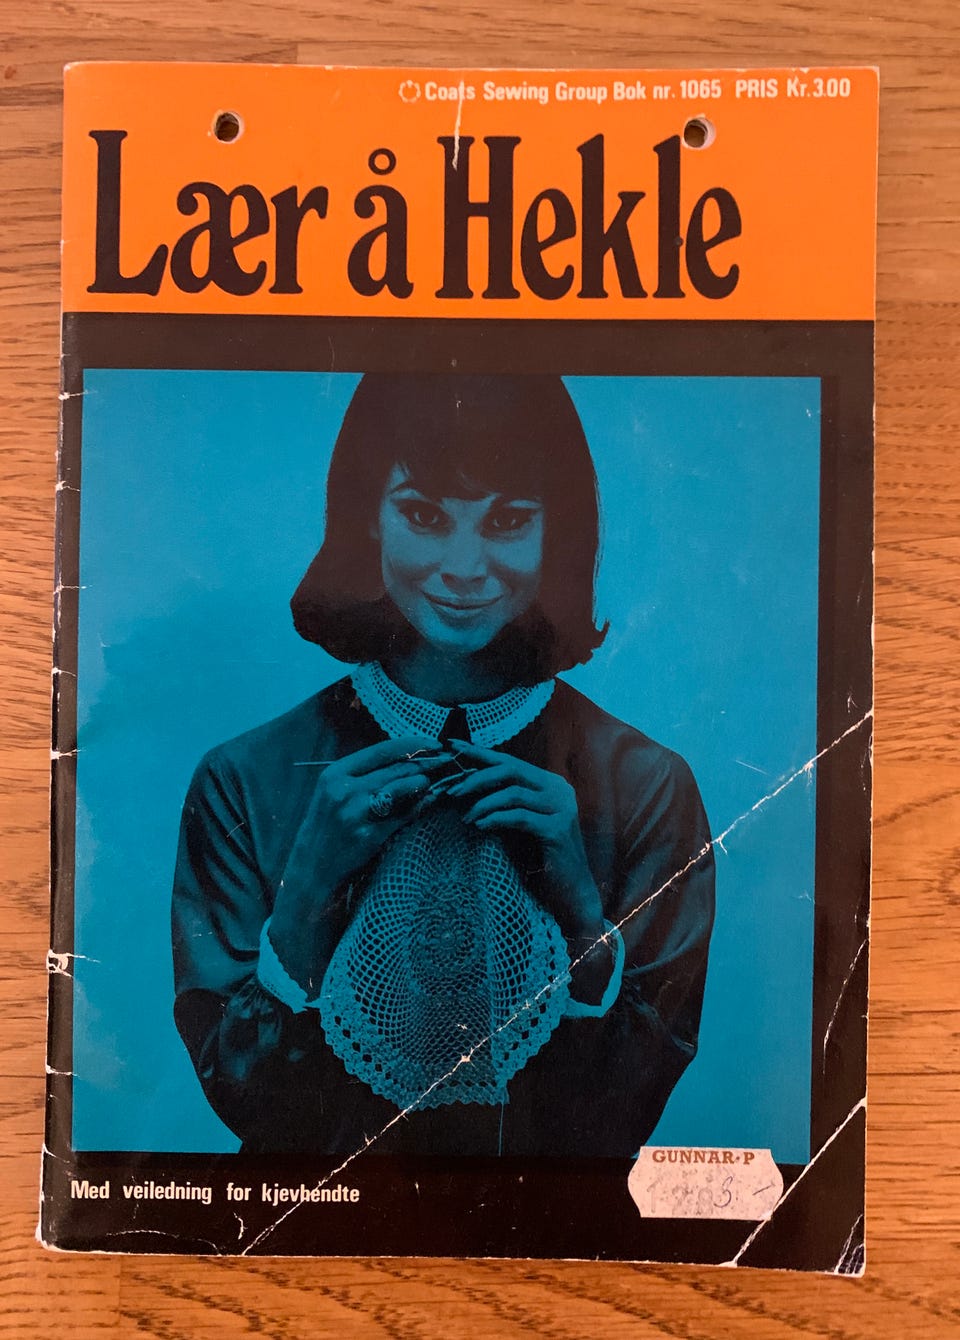 Coats Sewing Group Bok nr. 1065 PRIS Kr. 3.00
Lær å Hekle
Med veiledning for kjevhendte
GUNNAR·P